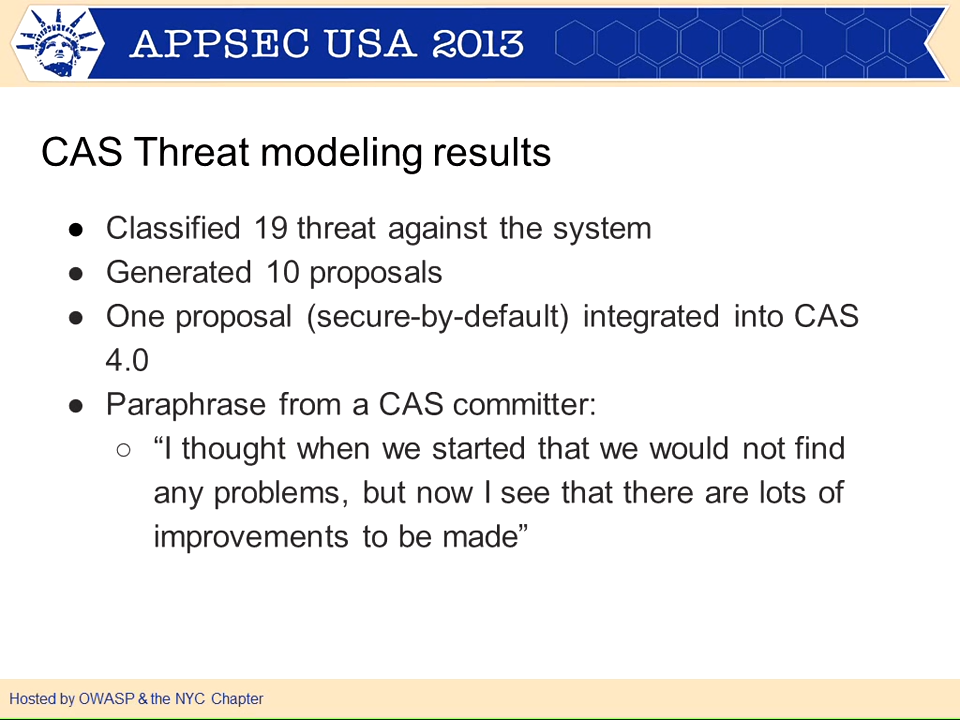 APPSEC USA 2013
CAS Threat modeling results
● Classified 19 threat against the system
● Generated 10 proposals
● One proposal (secure-by-default) integrated into CAS
4.0
● Paraphrase from a CAS committer:
○ “I thought when we started that we would not find
any problems, but now I see that there are lots of
improvements to be made”
Hosted by OWASP & the NYC Chapter